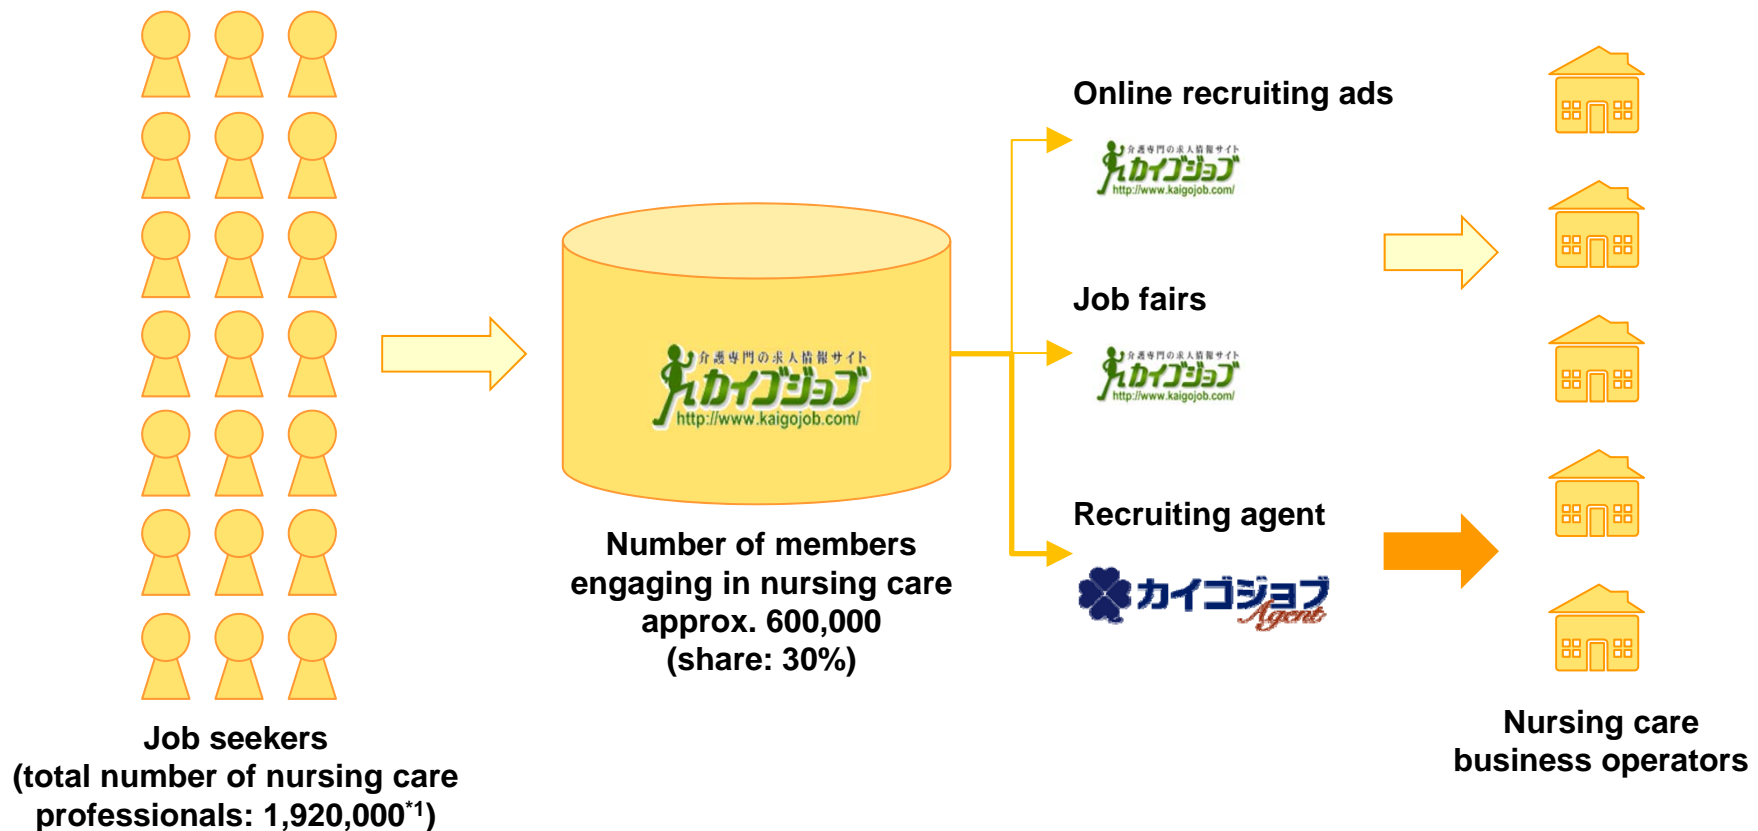 Online recruiting ads
介護専門の求人情報サイト
カイゴジョブ
http://www.kaigojob.com/
Job fairs
介護専門の求人情報サイト
カイゴジョブ
http://www.kaigojob.com/
介護専門の求人情報サイト
カイゴジョブ
http://www.kaigojob.com/
Recruiting agent
カイゴジョブ
Agent
Number of members
engaging in nursing care
approx. 600,000
(share: 30%)
Job seekers
(total number of nursing care
professionals: 1,920,000*1)
Nursing care
business operators